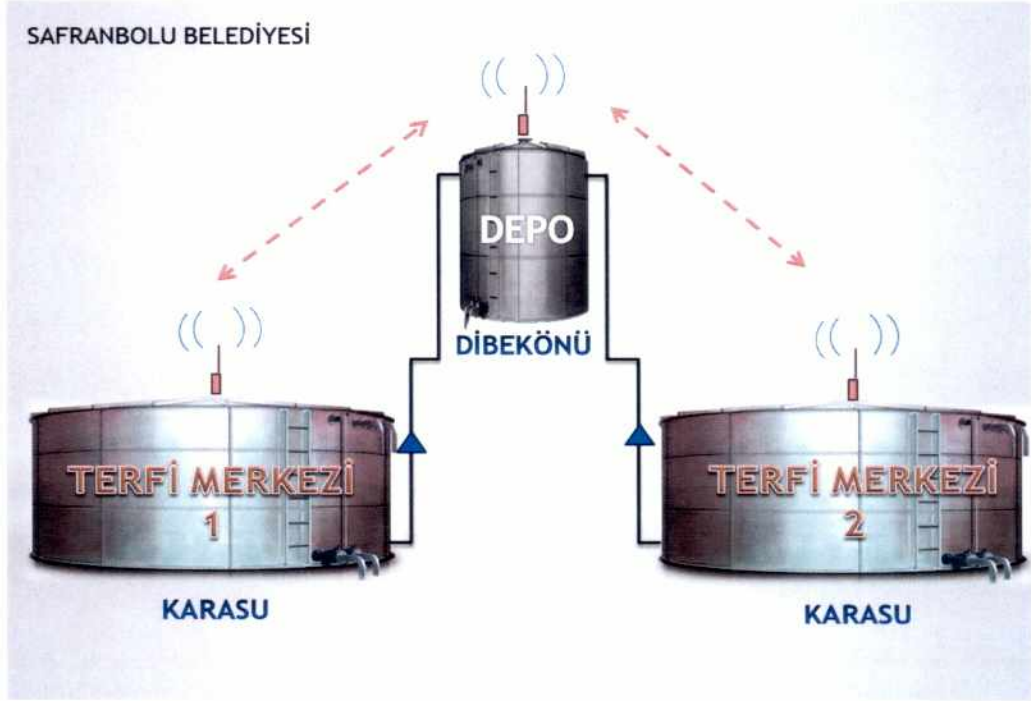 SAFRANBOLU BELEDİYESİ
DEPO
DİBEKÖNÜ
TERFİ MERKEZİ
1
KARASU
TERFİ MERKEZİ
2
KARASU